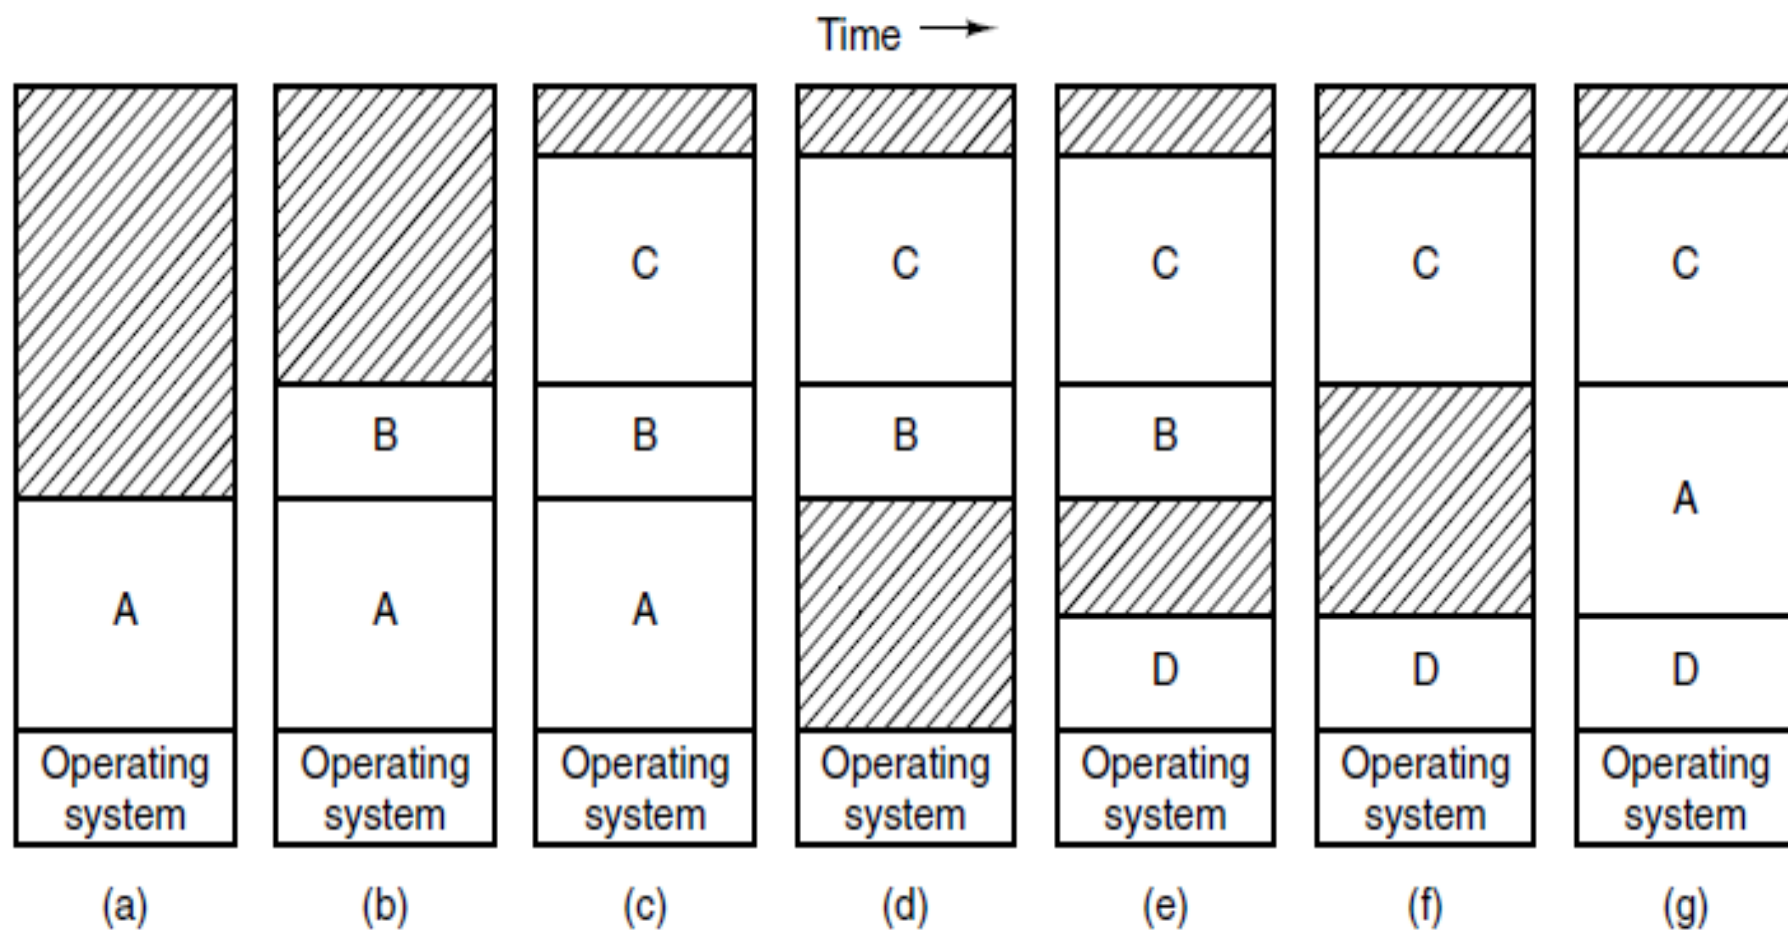 Time
C C C C C
B B B B
A
A A A
D D D
Operating system Operating system Operating system Operating system Operating system Operating system Operating system
(a) (b) (c) (d) (e) (f) (g)